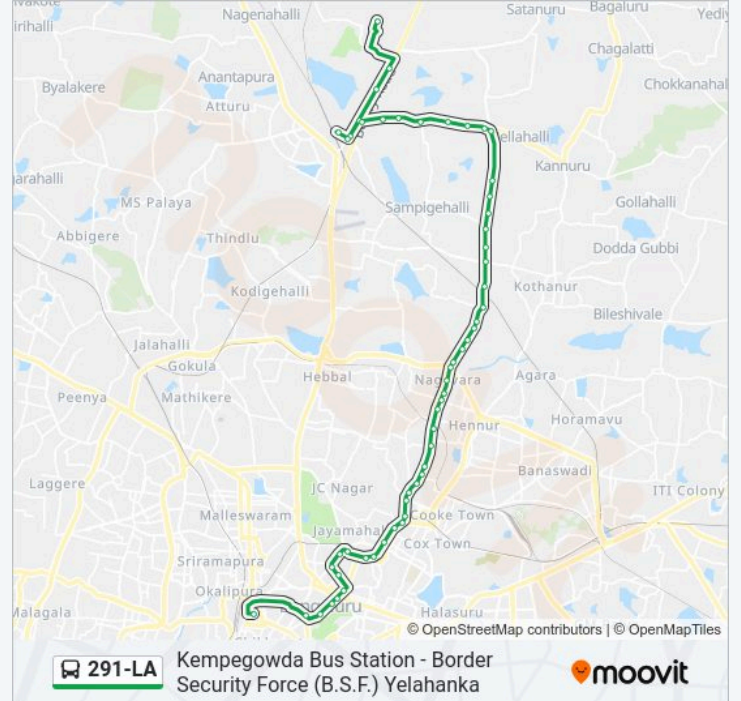 Nagenahalli
Satanuru
Bagaluru
Chagalatti
Anantapura
Byalakere
Atturu
Chokkanahal
ellahalli
Kannuru
arahalli
MS Palaya
Sampigehalli
Gollahalli
Abbigere
Thindlu
Dodda Gubbi
Kodigehalli
Kothanur
Bileshivale
Jalahalli
Gokula
Hebbal
Nagavara
Agara
Peenya
Mathikere
Hennur
Horamavu
Banaswadi
Laggere
JC Nagar
ITI Colony
Malleswaram
Jayamahal
Cooke Town
Cox Town
Sriramapura
Okalipura
Malagala
Halasuru
© OpenStreetMap contributors | © OpenMapTiles
291-LA
Kempegowda Bus Station - Border
Security Force (B.S.F.) Yelahanka
moovit